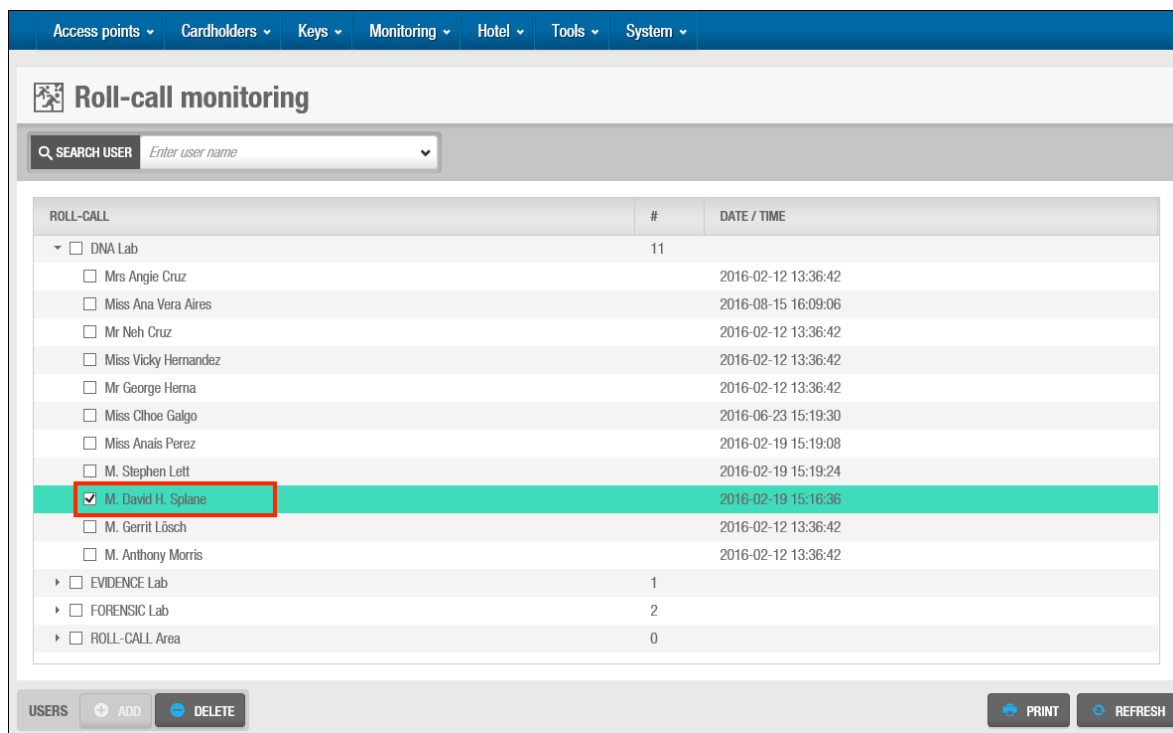 Access points Cardholders Keys Monitoring Hotel Tools System
Roll-call monitoring
SEARCH USER Enter user name
ROLL-CALL # DATE / TIME
DNA Lab 11
Mrs Angie Cruz 2016-02-12 13:36:42
Miss Ana Vera Aires 2016-08-15 16:09:06
Mr Neh Cruz 2016-02-12 13:36:42
Miss Vicky Hernandez 2016-02-12 13:36:42
Mr George Herna 2016-02-12 13:36:42
Miss Clhoe Galgo 2016-06-23 15:19:30
Miss Anais Perez 2016-02-19 15:19:08
M. Stephen Lett 2016-02-19 15:19:24
M. David H. Splane 2016-02-19 15:16:36
M. Gerrit Lösch 2016-02-12 13:36:42
M. Anthony Morris 2016-02-12 13:36:42
EVIDENCE Lab 1
FORENSIC Lab 2
ROLL-CALL Area 0
USERS ADD DELETE PRINT REFRESH